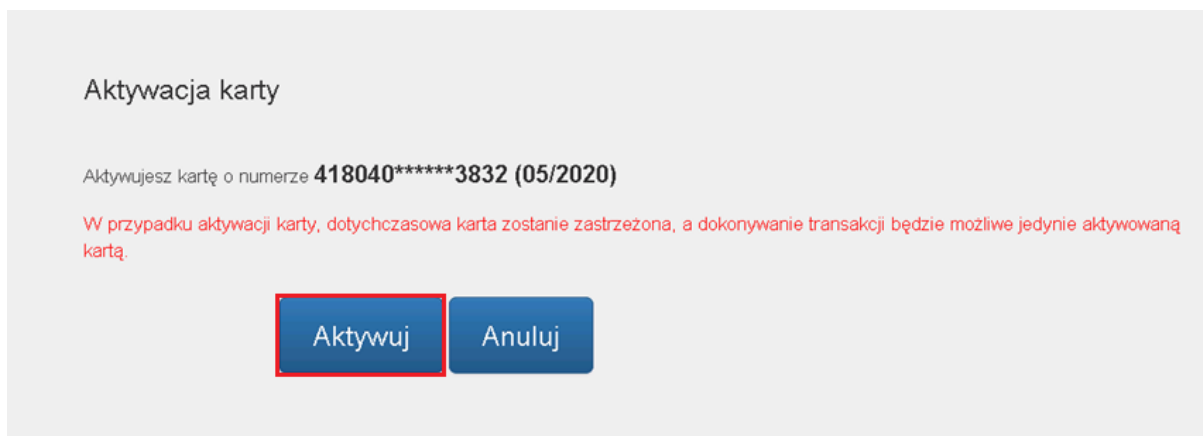 Aktywacja karty
Aktywujesz kartę o numerze 418040******3832 (05/2020)
W przypadku aktywacji karty, dotychczasowa karta zostanie zastrzeżona, a dokonywanie transakcji będzie możliwe jedynie aktywowaną
kartą.
Aktywuj Anuluj